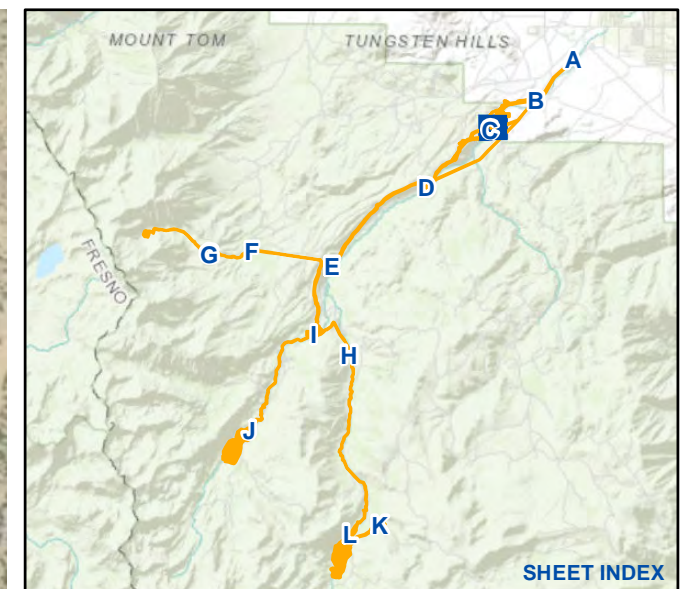 MOUNT TOM
TUNGSTEN HILLS
A
B
C
D
E
F
G
FRESNO
I
H
J
K
L
SHEET INDEX